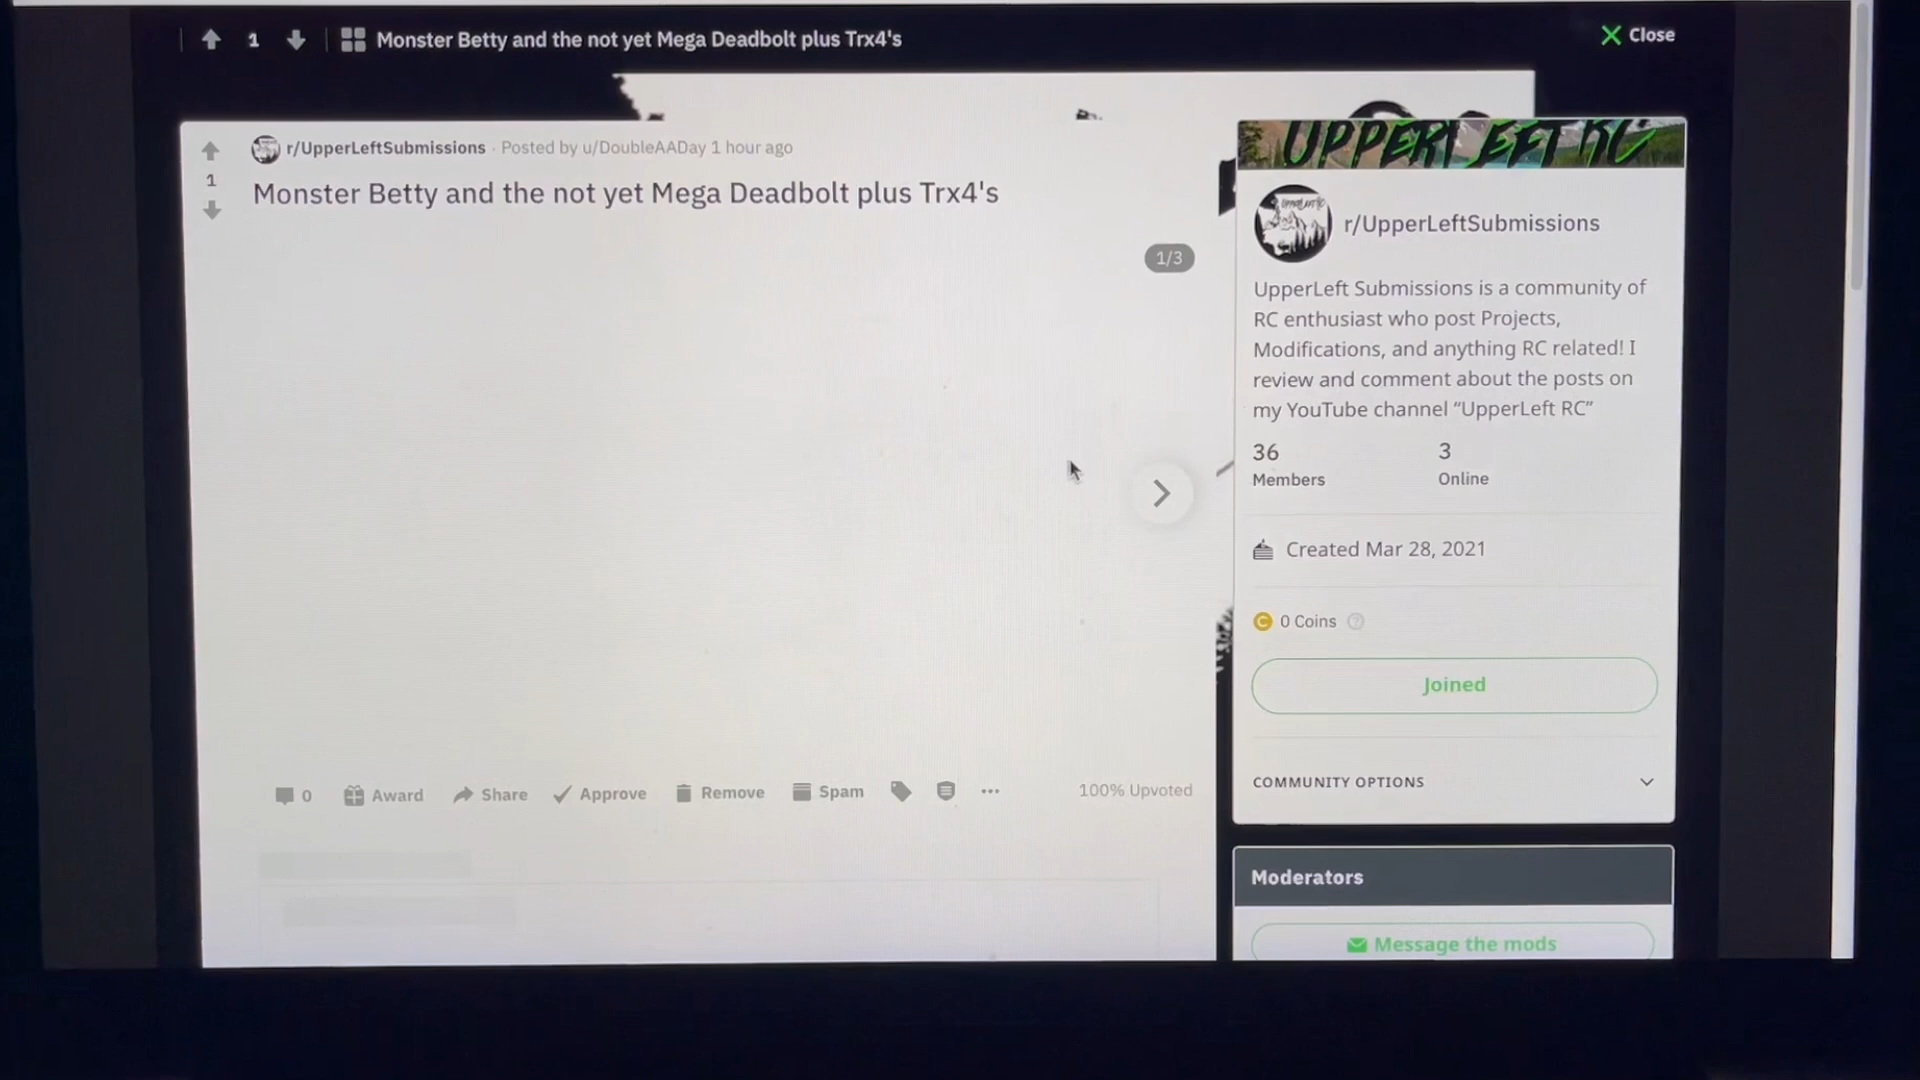 1
Monster Betty and the not yet Mega Deadbolt plus Trx4's
Close
r/UpperLeftSubmissions · Posted by u/DoubleAADay 1 hour ago
1
Monster Betty and the not yet Mega Deadbolt plus Trx4's
1/3
0
Award
Share
Approve
Remove
Spam
100% Upvoted
UPPERLEFT RC
r/UpperLeftSubmissions
UpperLeft Submissions is a community of
RC enthusiast who post Projects,
Modifications, and anything RC related! I
review and comment about the posts on
my YouTube channel “UpperLeft RC”
36
Members
3
Online
Created Mar 28, 2021
0 Coins
Joined
COMMUNITY OPTIONS
Moderators
Message the mods